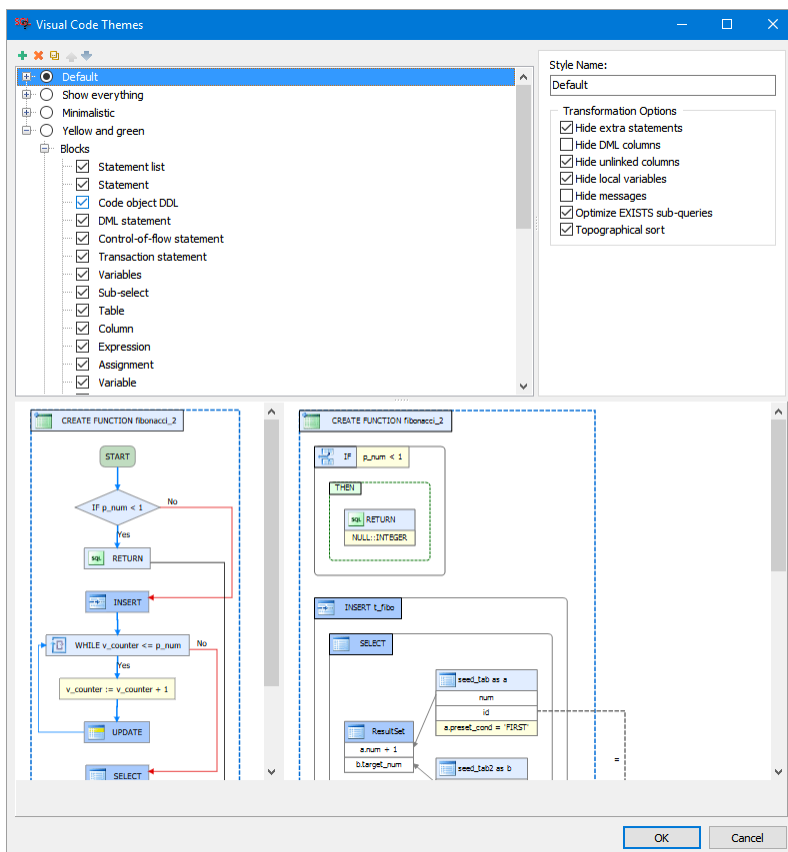 Visual Code Themes
Default
Show everything
Minimalistic
Yellow and green
Blocks
Statement list
Statement
Code object DDL
DML statement
Control-of-flow statement
Transaction statement
Variables
Sub-select
Table
Column
Expression
Assignment
Variable
Style Name:
Default
Transformation Options
Hide extra statements
Hide DML columns
Hide unlinked columns
Hide local variables
Hide messages
Optimize EXISTS sub-queries
Topographical sort
CREATE FUNCTION fibonacci_2
START
IF p_num < 1
No
Yes
SQL RETURN
INSERT
WHILE v_counter <= p_num
No
Yes
v_counter := v_counter + 1
UPDATE
SELECT
CREATE FUNCTION fibonacci_2
IF p_num < 1
THEN
SQL RETURN
NULL::INTEGER
INSERT t_fibo
SELECT
seed_tab as a
num
id
a.preset_cond = 'FIRST'
ResultSet
a.num + 1
b.target_num
=
seed_tab2 as b
OK
Cancel